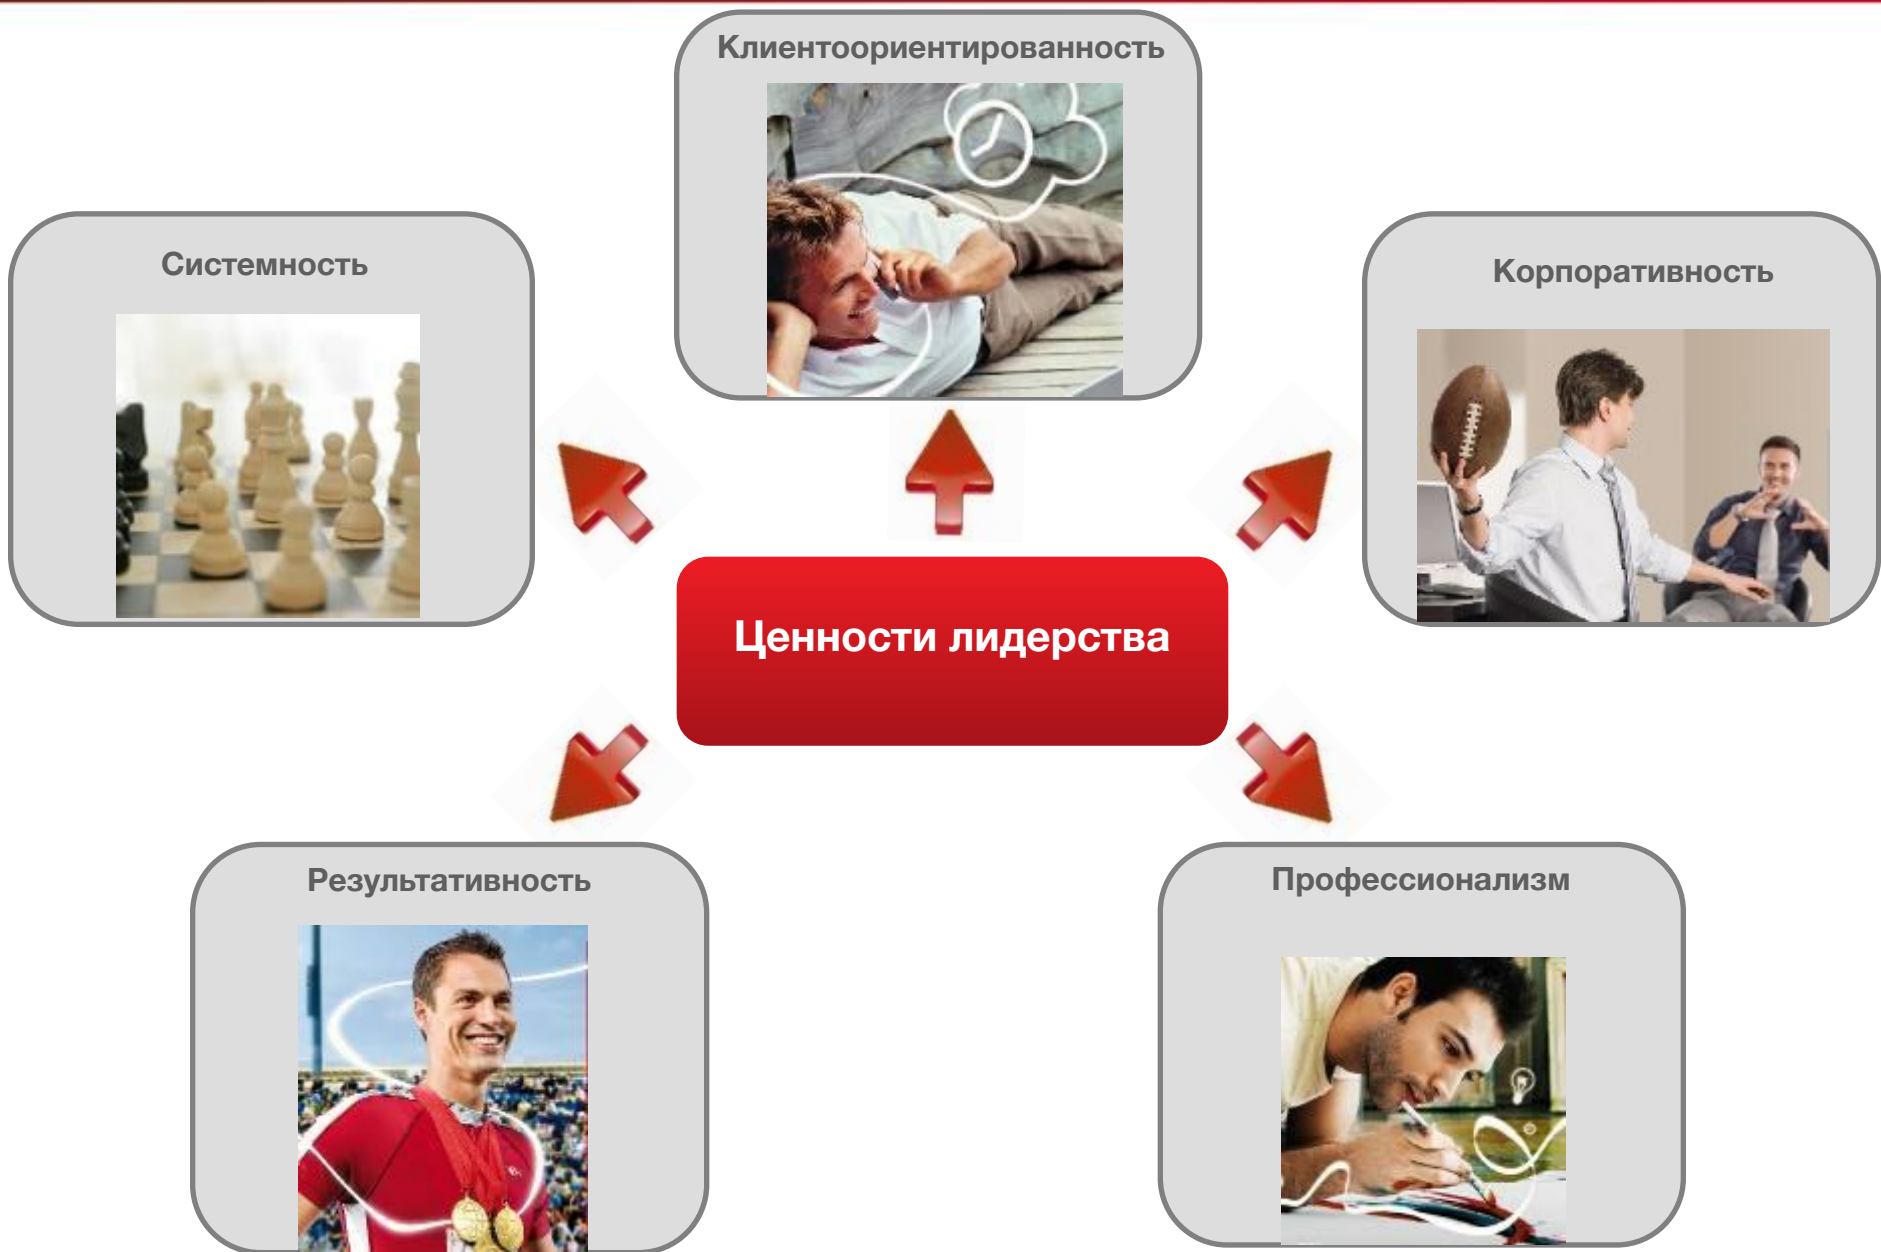 Клиентоориентированность
Системность
Корпоративность
Ценности лидерства
Результативность
Профессионализм